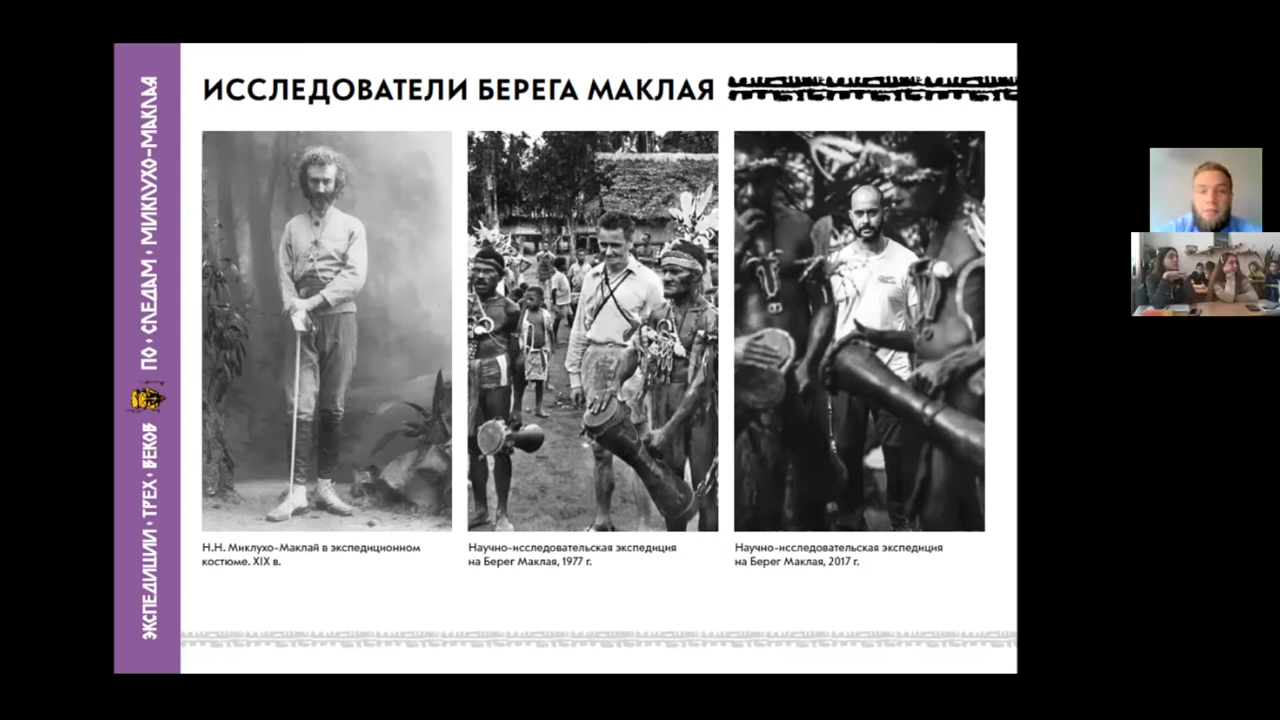 ИССЛЕДОВАТЕЛИ БЕРЕГА МАКЛАЯ
ЭКСПЕДИЦИИ • ТРЕХ • ВЕКОВ ПО • СЛЕДАМ • МИКЛУХО-МАКЛАЯ
Н.Н. Миклухо-Маклай в экспедиционном
костюме. XIX в.
Научно-исследовательская экспедиция
на Берег Маклая, 1977 г.
Научно-исследовательская экспедиция
на Берег Маклая, 2017 г.